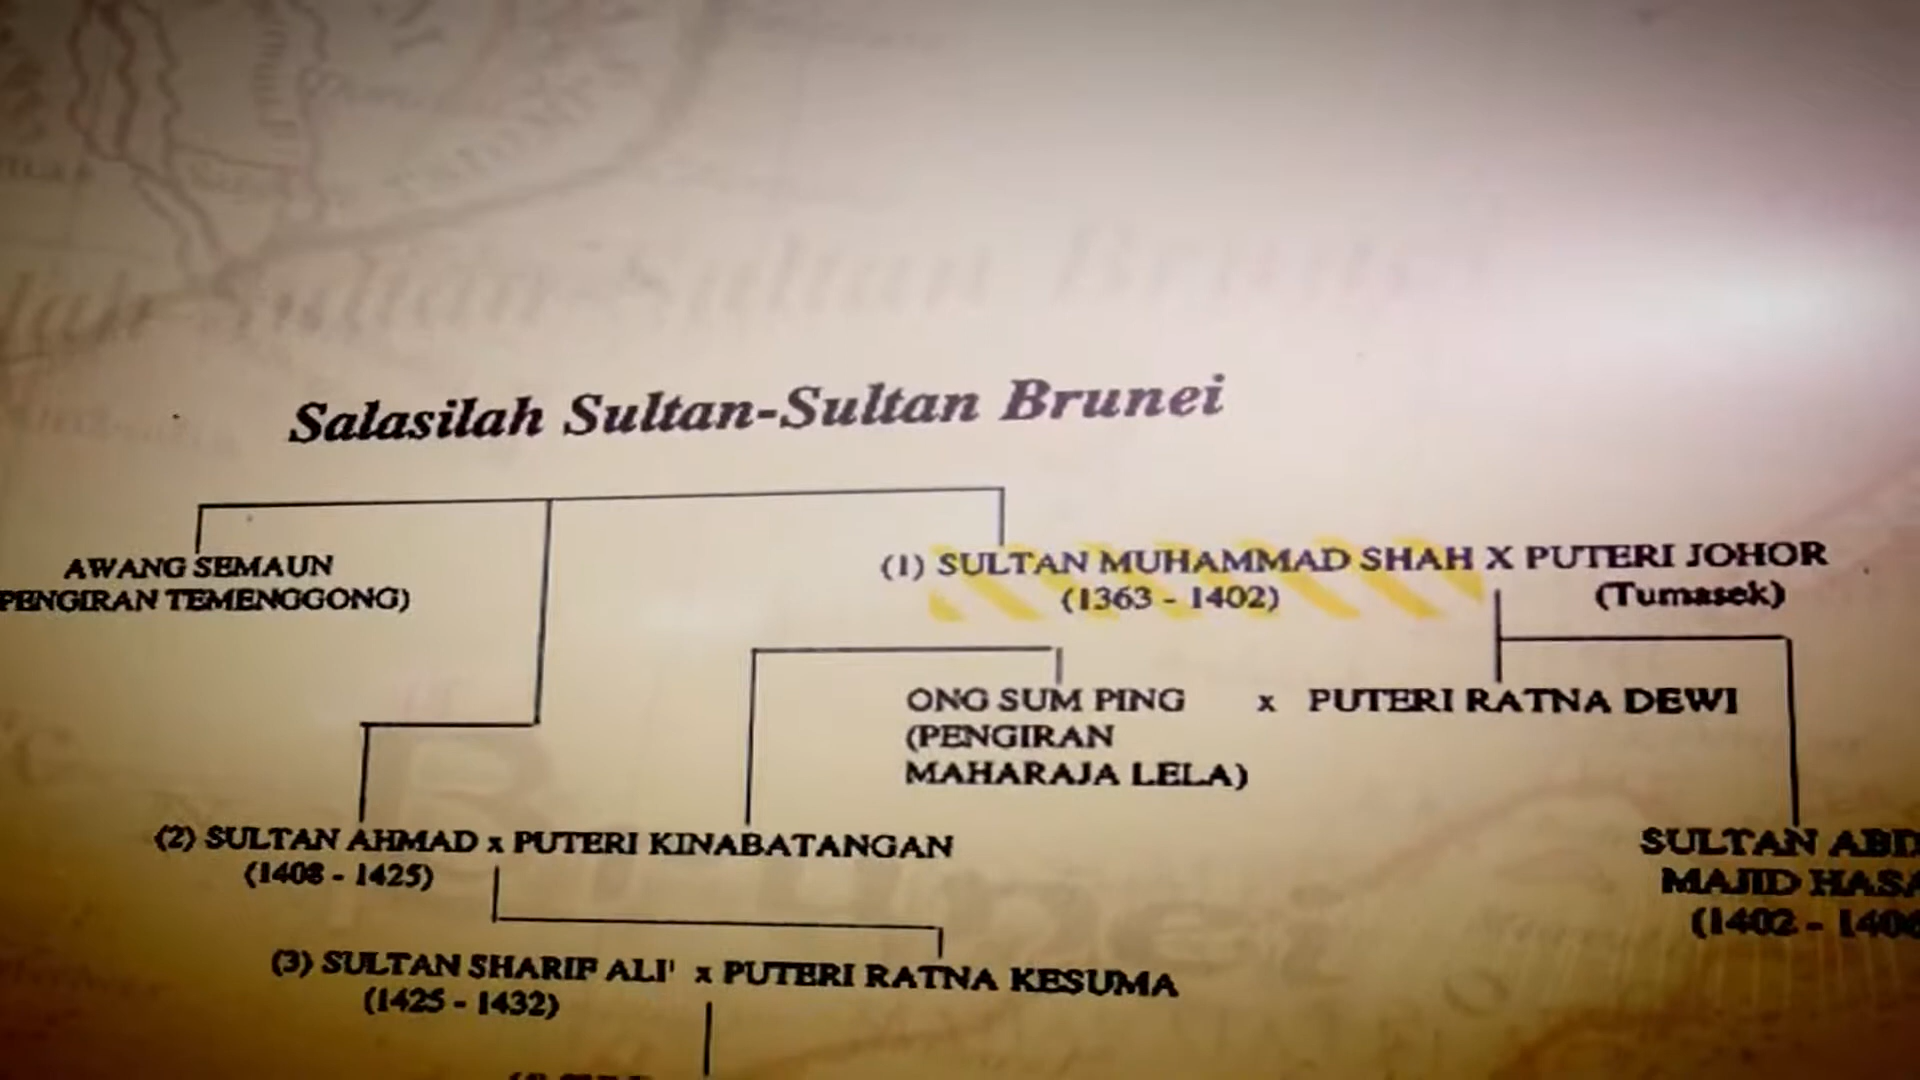 Salasilah Sultan-Sultan Brunei
AWANG SEMAUN
PENGIRAN TEMENGGONG)
(1) SULTAN MUHAMMAD SHAH X PUTERI JOHOR
(1363 - 1402)
(Tumasek)
ONG SUM PING x PUTERI RATNA DEWI
(PENGIRAN
MAHARAJA LELA)
(2) SULTAN AHMAD x PUTERI KINABATANGAN
(1408 - 1425)
SULTAN ABD
MAJID HASA
(1402 - 140
(3) SULTAN SHARIF ALI' x PUTERI RATNA KESUMA
(1425 - 1432)